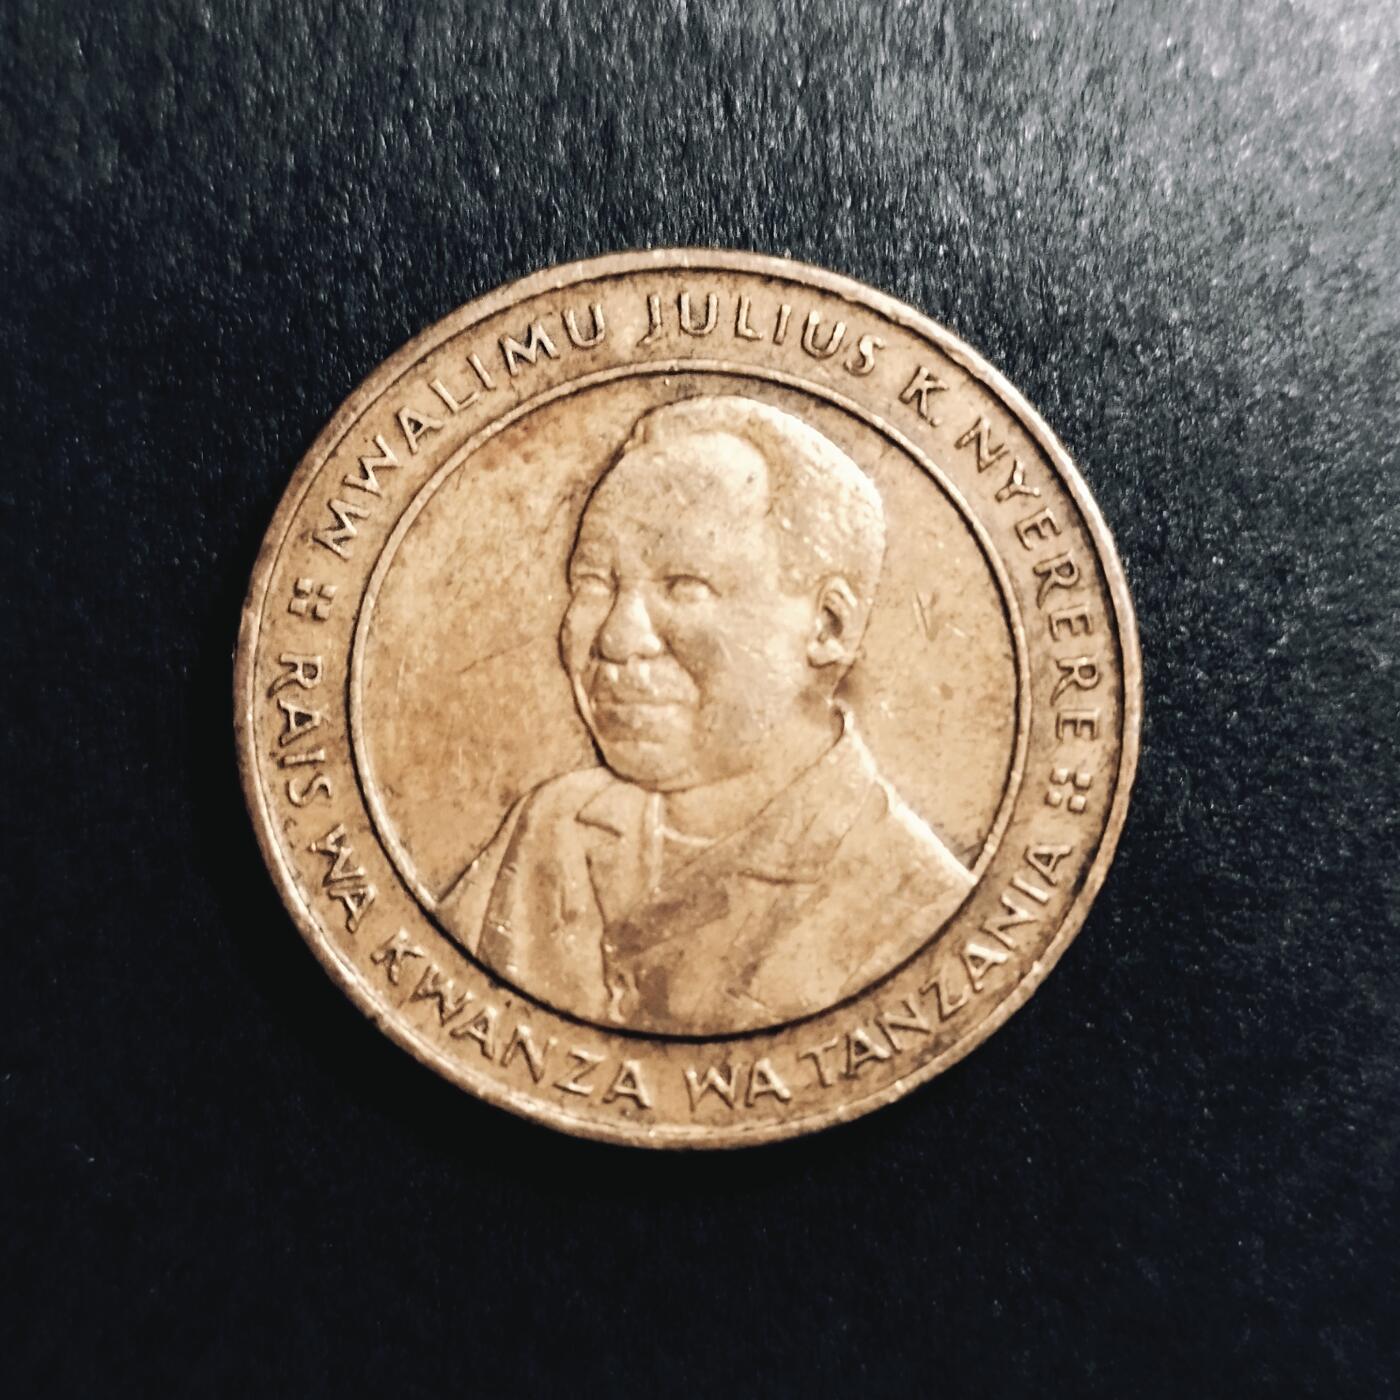 MWALIMU JULIUS K. NYERERE
RAIS WA KWANZA WA TANZANIA